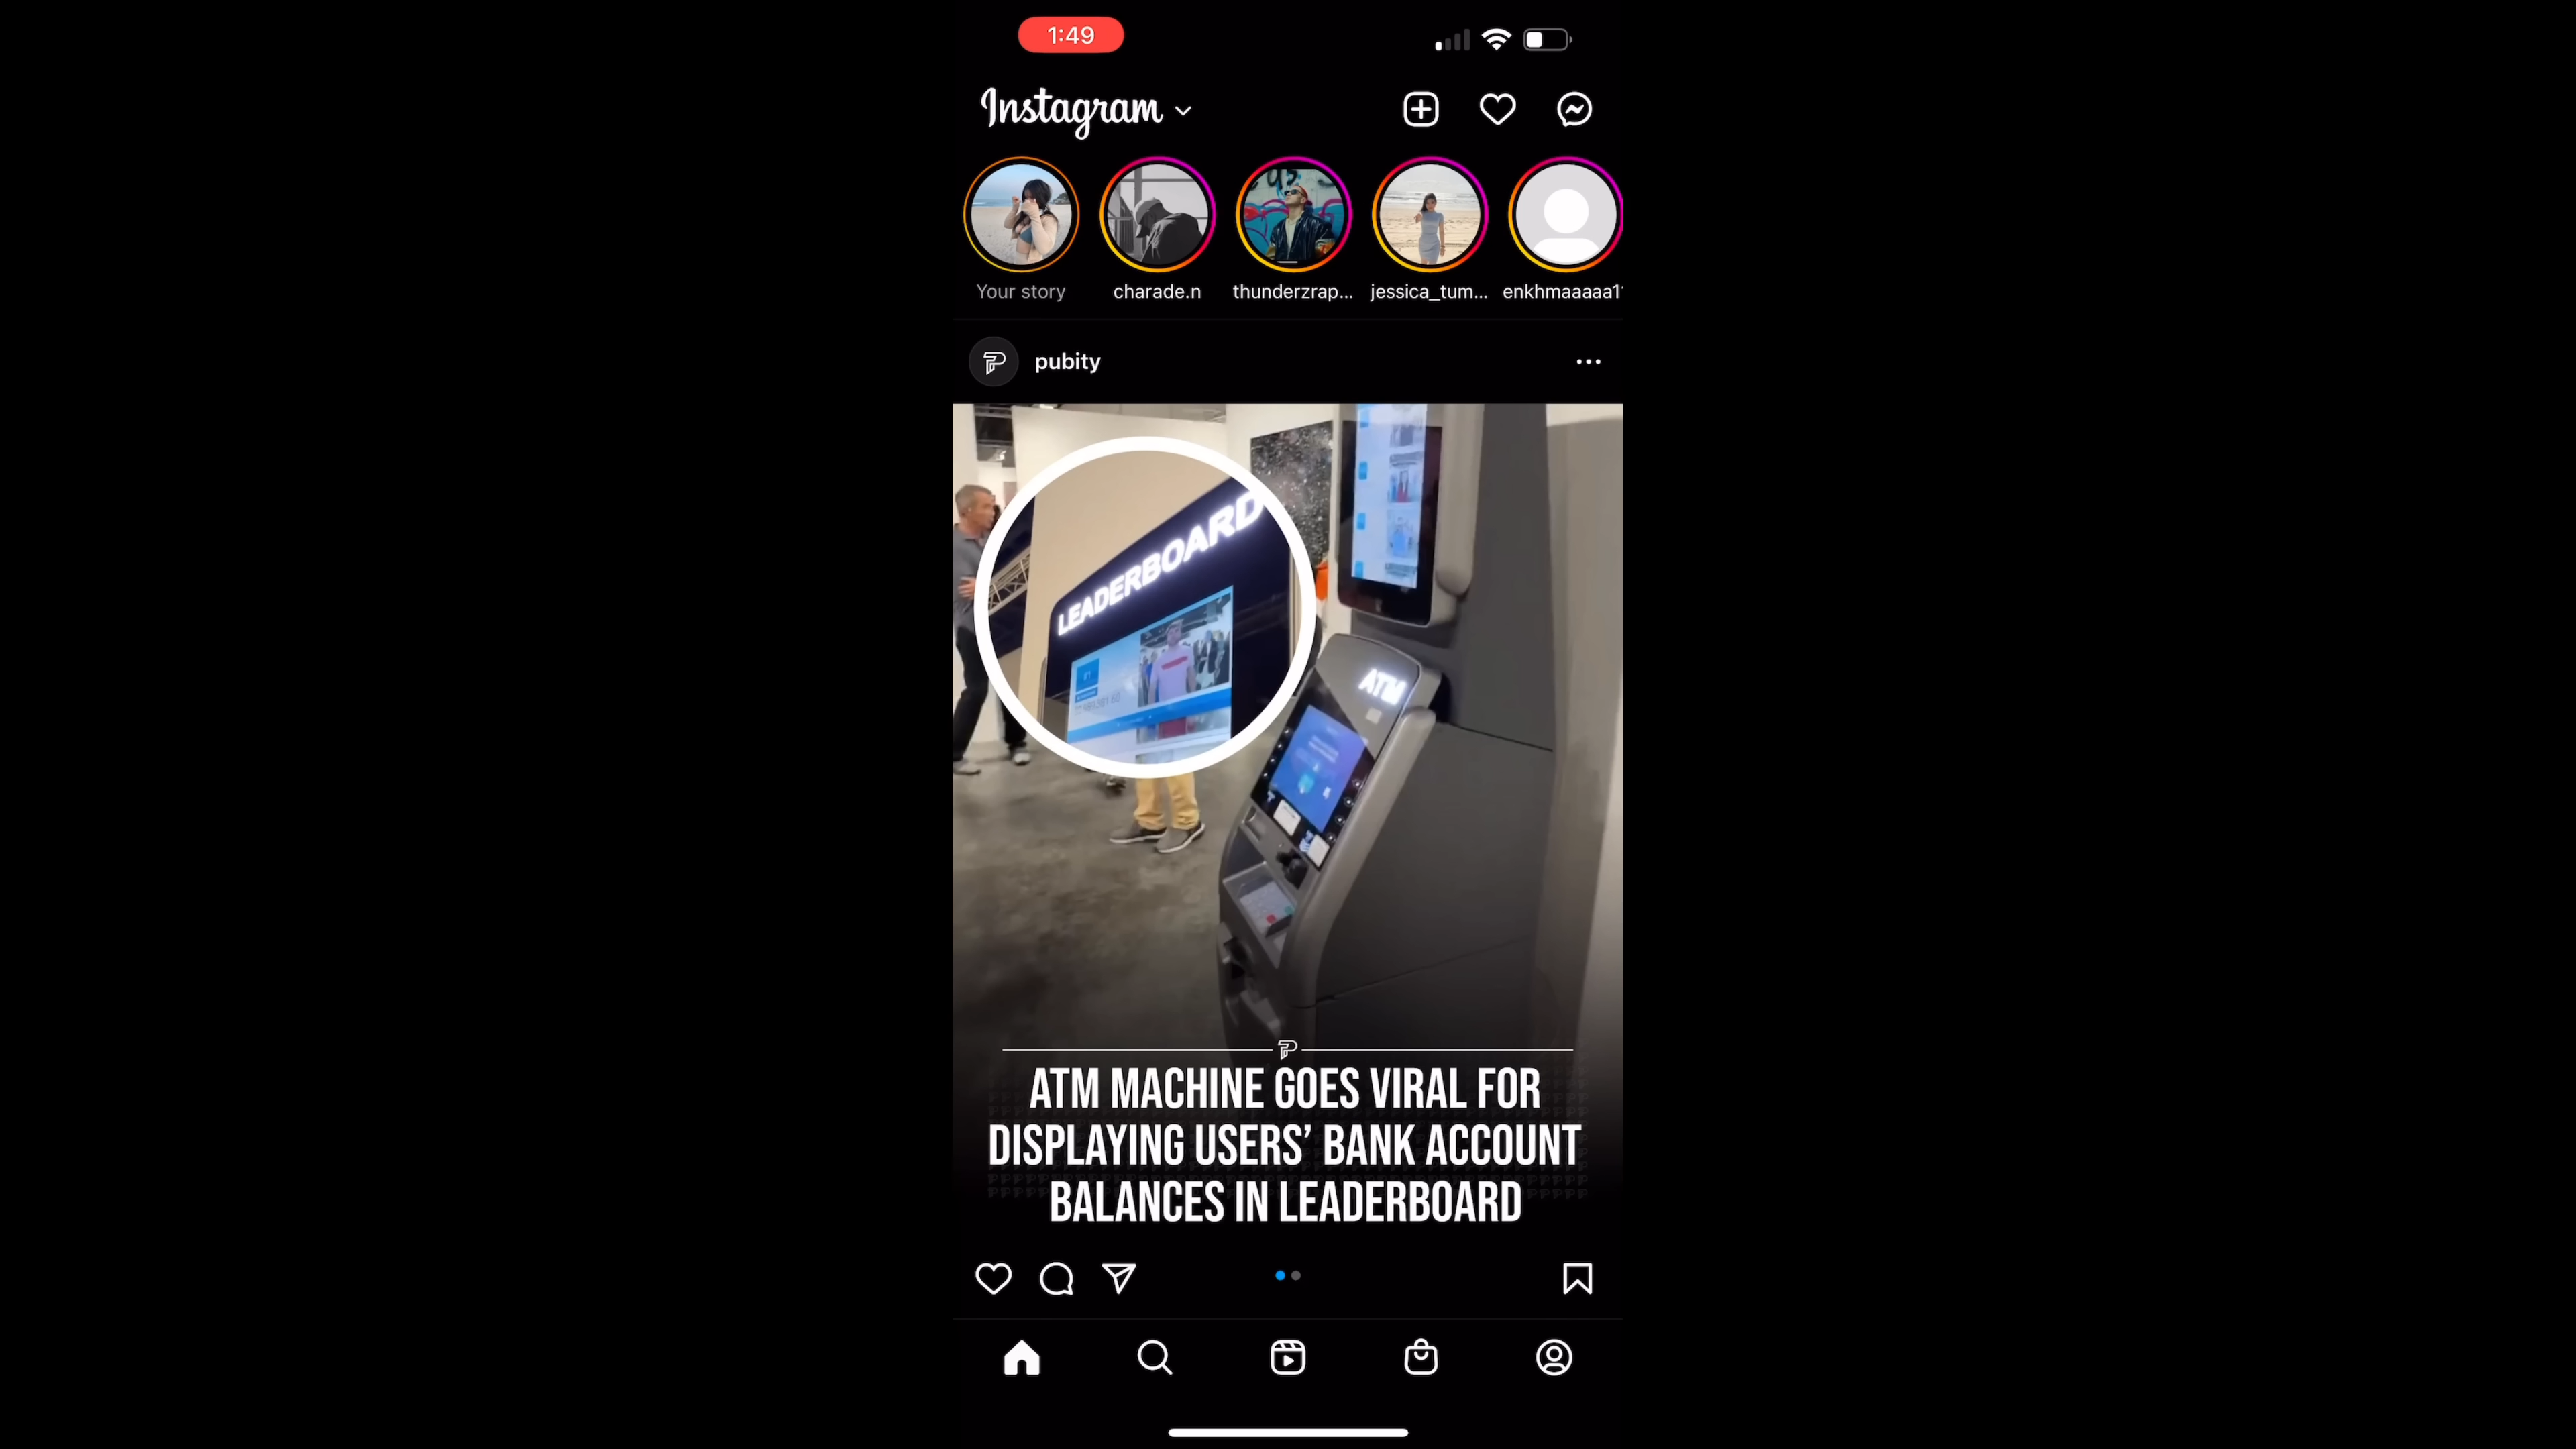 1:49
Instagram
Your story
charade.n
thunderzrap...
jessica_tum...
enkhmaaaaa1
pubity
LEADERBOARD
ATM
ATM MACHINE GOES VIRAL FOR
DISPLAYING USERS’ BANK ACCOUNT
BALANCES IN LEADERBOARD